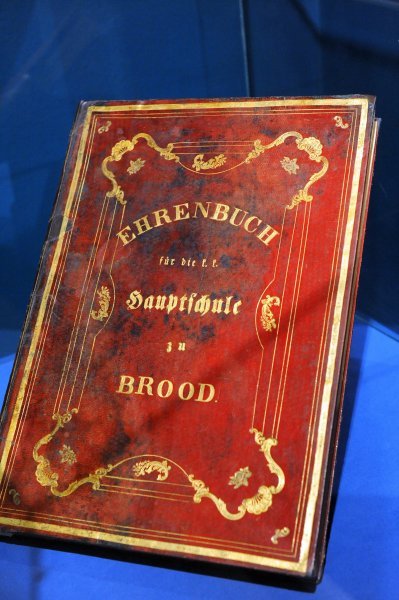 EHRENBUCH
für die k. k.
Hauptschule
zu
BROOD.